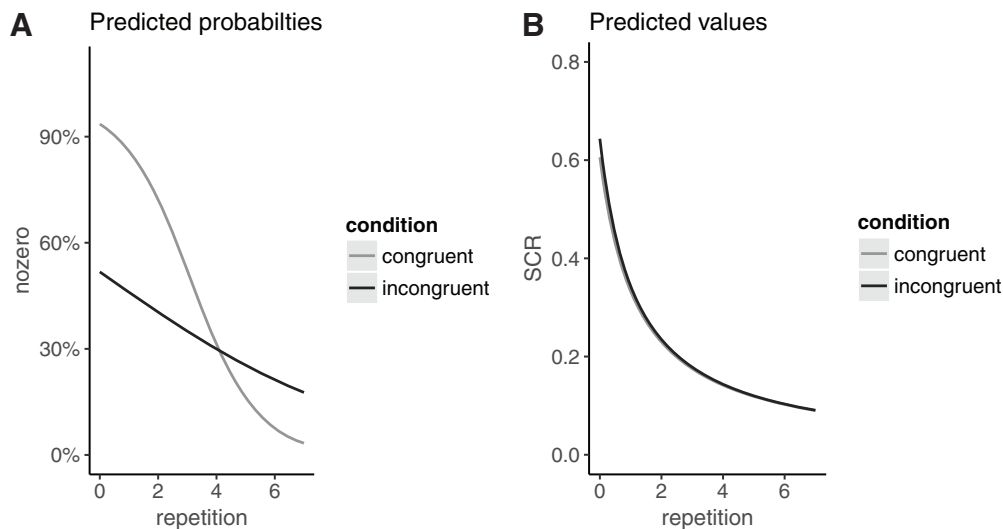 A Predicted probabilties
nozero
90%
60%
30%
0%
0 2 4 6
repetition
condition
congruent
incongruent
B Predicted values
SCR
0.8
0.6
0.4
0.2
0.0
0 2 4 6
repetition
condition
congruent
incongruent